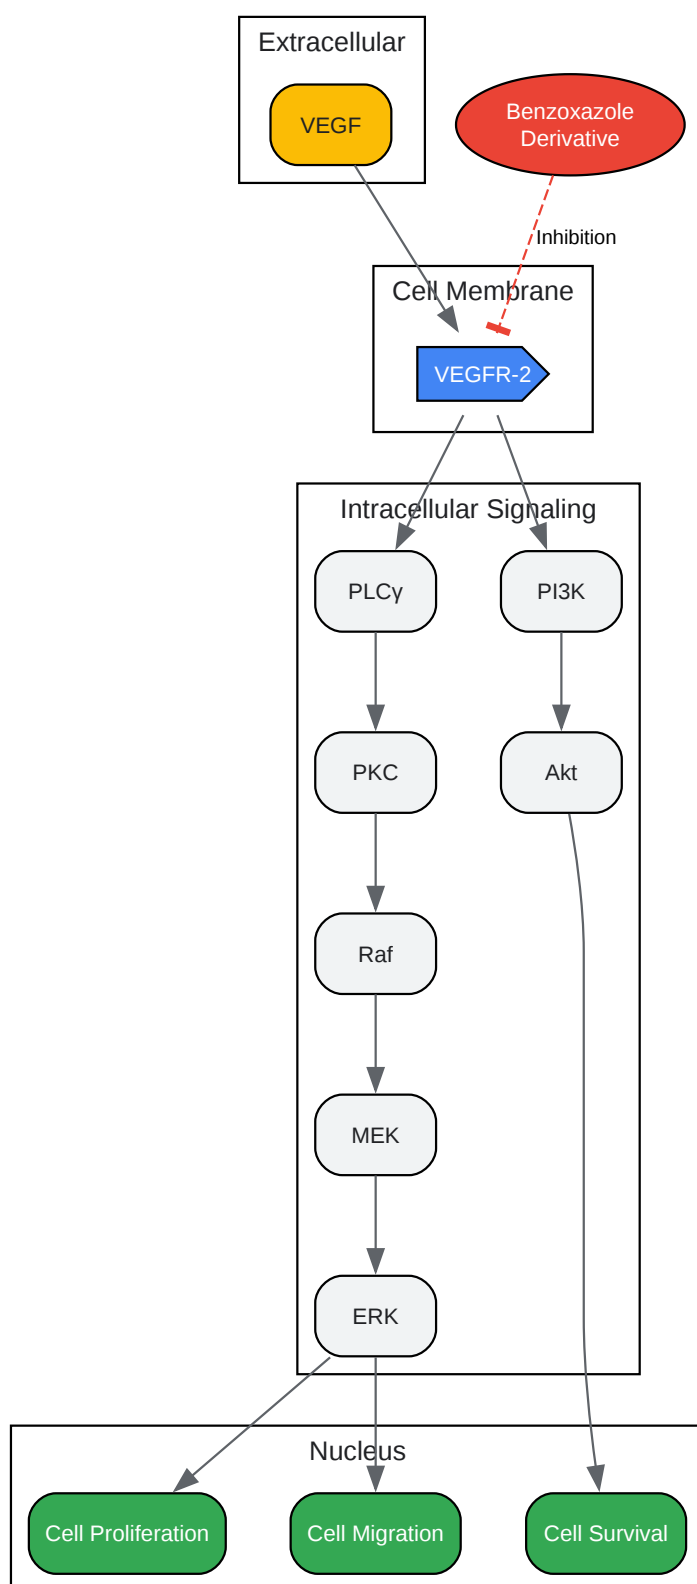 Extracellular
VEGF
Benzoxazole
Derivative
Inhibition
Cell Membrane
VEGFR-2
Intracellular Signaling
PLCγ
PI3K
PKC
Akt
Raf
MEK
ERK
Nucleus
Cell Proliferation
Cell Migration
Cell Survival